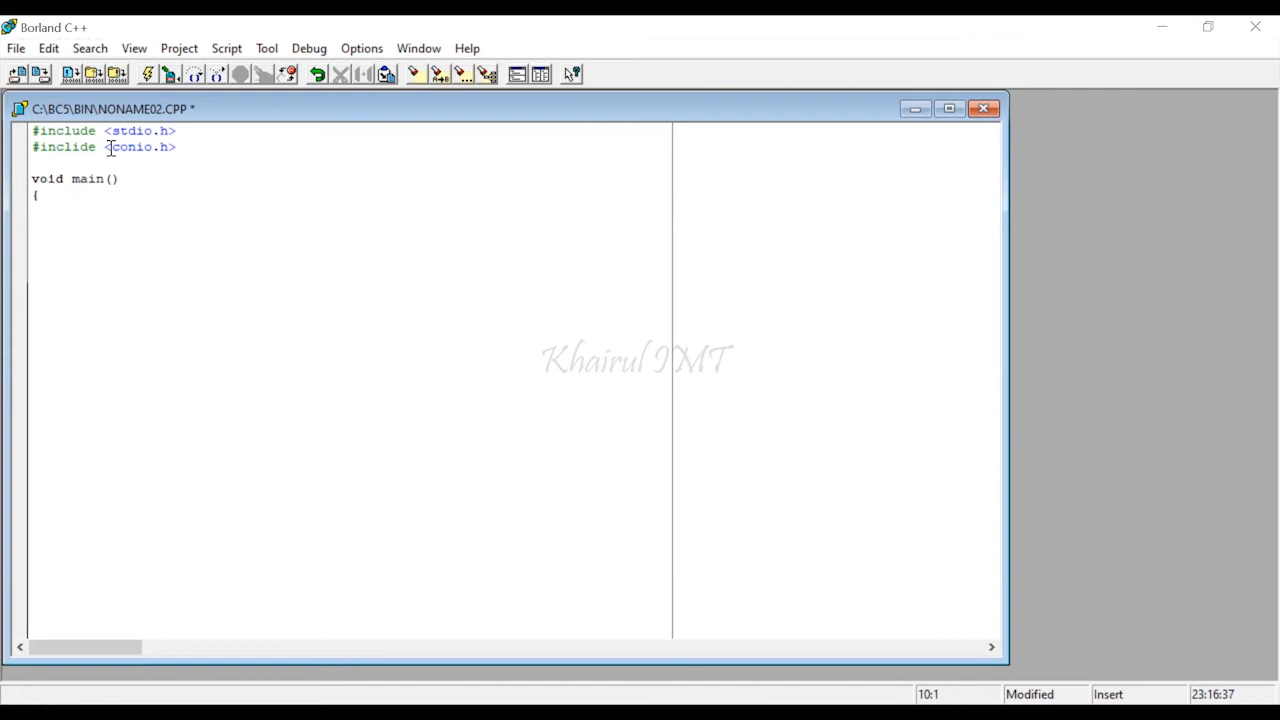 Borland C++
File Edit Search View Project Script Tool Debug Options Window Help
C:\BC5\BIN\NONAME02.CPP *
#include <stdio.h>
#inclide <conio.h>
void main()
{
Khairul IMT
10:1 Modified Insert 23:16:37